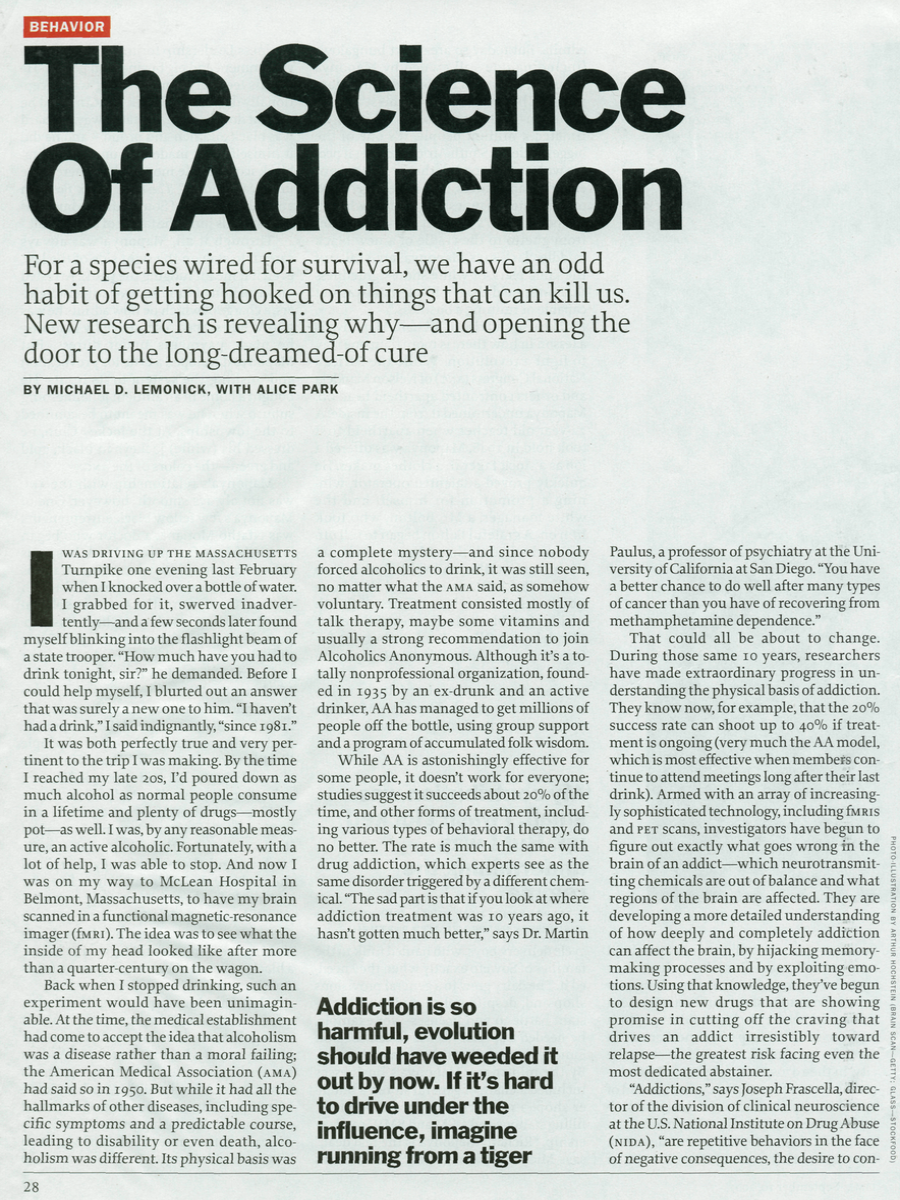 BEHAVIOR
The Science
Of Addiction
For a species wired for survival, we have an odd
habit of getting hooked on things that can kill us.
New research is revealing why—and opening the
door to the long-dreamed-of cure
BY MICHAEL D. LEMONICK, WITH ALICE PARK
I WAS DRIVING UP THE MASSACHUSETTS
Turnpike one evening last February
when I knocked over a bottle of water.
I grabbed for it, swerved inadver-
tently—and a few seconds later found
myself blinking into the flashlight beam of
a state trooper. “How much have you had to
drink tonight, sir?” he demanded. Before I
could help myself, I blurted out an answer
that was surely a new one to him. “I haven’t
had a drink,” I said indignantly, “since 1981.”
It was both perfectly true and very per-
tinent to the trip I was making. By the time
I reached my late 20s, I’d poured down as
much alcohol as normal people consume
in a lifetime and plenty of drugs—mostly
pot—as well. I was, by any reasonable meas-
ure, an active alcoholic. Fortunately, with a
lot of help, I was able to stop. And now I
was on my way to McLean Hospital in
Belmont, Massachusetts, to have my brain
scanned in a functional magnetic-resonance
imager (fMRI). The idea was to see what the
inside of my head looked like after more
than a quarter-century on the wagon.
Back when I stopped drinking, such an
experiment would have been unimagin-
able. At the time, the medical establishment
had come to accept the idea that alcoholism
was a disease rather than a moral failing;
the American Medical Association (AMA)
had said so in 1950. But while it had all the
hallmarks of other diseases, including spe-
cific symptoms and a predictable course,
leading to disability or even death, alco-
holism was different. Its physical basis was
a complete mystery—and since nobody
forced alcoholics to drink, it was still seen,
no matter what the AMA said, as somehow
voluntary. Treatment consisted mostly of
talk therapy, maybe some vitamins and
usually a strong recommendation to join
Alcoholics Anonymous. Although it’s a to-
tally nonprofessional organization, found-
ed in 1935 by an ex-drunk and an active
drinker, AA has managed to get millions of
people off the bottle, using group support
and a program of accumulated folk wisdom.
While AA is astonishingly effective for
some people, it doesn’t work for everyone;
studies suggest it succeeds about 20% of the
time, and other forms of treatment, includ-
ing various types of behavioral therapy, do
no better. The rate is much the same with
drug addiction, which experts see as the
same disorder triggered by a different chem-
ical. “The sad part is that if you look at where
addiction treatment was 10 years ago, it
hasn’t gotten much better,” says Dr. Martin
Addiction is so
harmful, evolution
should have weeded it
out by now. If it’s hard
to drive under the
influence, imagine
running from a tiger
Paulus, a professor of psychiatry at the Uni-
versity of California at San Diego. “You have
a better chance to do well after many types
of cancer than you have of recovering from
methamphetamine dependence.”
That could all be about to change.
During those same 10 years, researchers
have made extraordinary progress in un-
derstanding the physical basis of addiction.
They know now, for example, that the 20%
success rate can shoot up to 40% if treat-
ment is ongoing (very much the AA model,
which is most effective when members con-
tinue to attend meetings long after their last
drink). Armed with an array of increasing-
ly sophisticated technology, including fMRIs
and PET scans, investigators have begun to
figure out exactly what goes wrong in the
brain of an addict—which neurotransmit-
ting chemicals are out of balance and what
regions of the brain are affected. They are
developing a more detailed understanding
of how deeply and completely addiction
can affect the brain, by hijacking memory-
making processes and by exploiting emo-
tions. Using that knowledge, they’ve begun
to design new drugs that are showing
promise in cutting off the craving that
drives an addict irresistibly toward
relapse—the greatest risk facing even the
most dedicated abstainer.
“Addictions,” says Joseph Frascella, direc-
tor of the division of clinical neuroscience
at the U.S. National Institute on Drug Abuse
(NIDA), “are repetitive behaviors in the face
of negative consequences, the desire to con-
PHOTO-ILLUSTRATION BY ARTHUR HOCHSTEIN (BRAIN SCAN—GETTY; GLASS—STOCKFOOD)
28